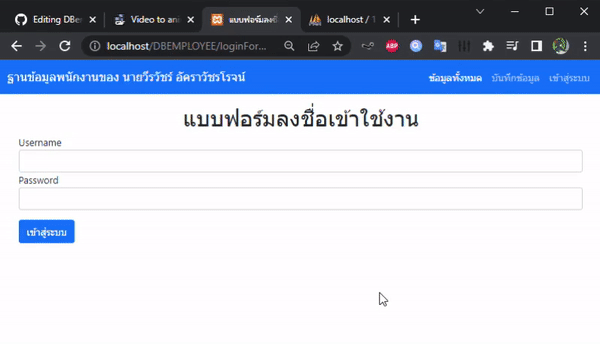 Editing DBem
Video to ani
แบบฟอร์มลงชื่อ
localhost / 1
localhost/DBEMPLOYEE/loginFor...
ABP
ฐานข้อมูลพนักงานของ นายวีรวัชร์ อัคราวัชรโรจน์
ข้อมูลทั้งหมด บันทึกข้อมูล เข้าสู่ระบบ
แบบฟอร์มลงชื่อเข้าใช้งาน
Username
Password
เข้าสู่ระบบ